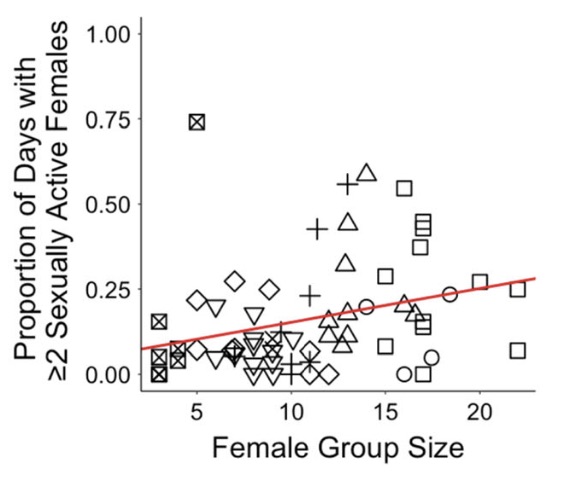 Proportion of Days with
≥2 Sexually Active Females
1.00
0.75
0.50
0.25
0.00
5 10 15 20
Female Group Size